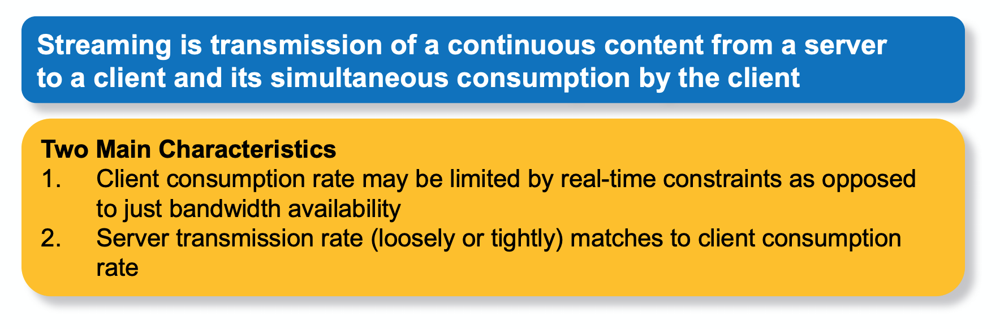 Streaming is transmission of a continuous content from a server
to a client and its simultaneous consumption by the client
Two Main Characteristics
1. Client consumption rate may be limited by real-time constraints as opposed
to just bandwidth availability
2. Server transmission rate (loosely or tightly) matches to client consumption
rate